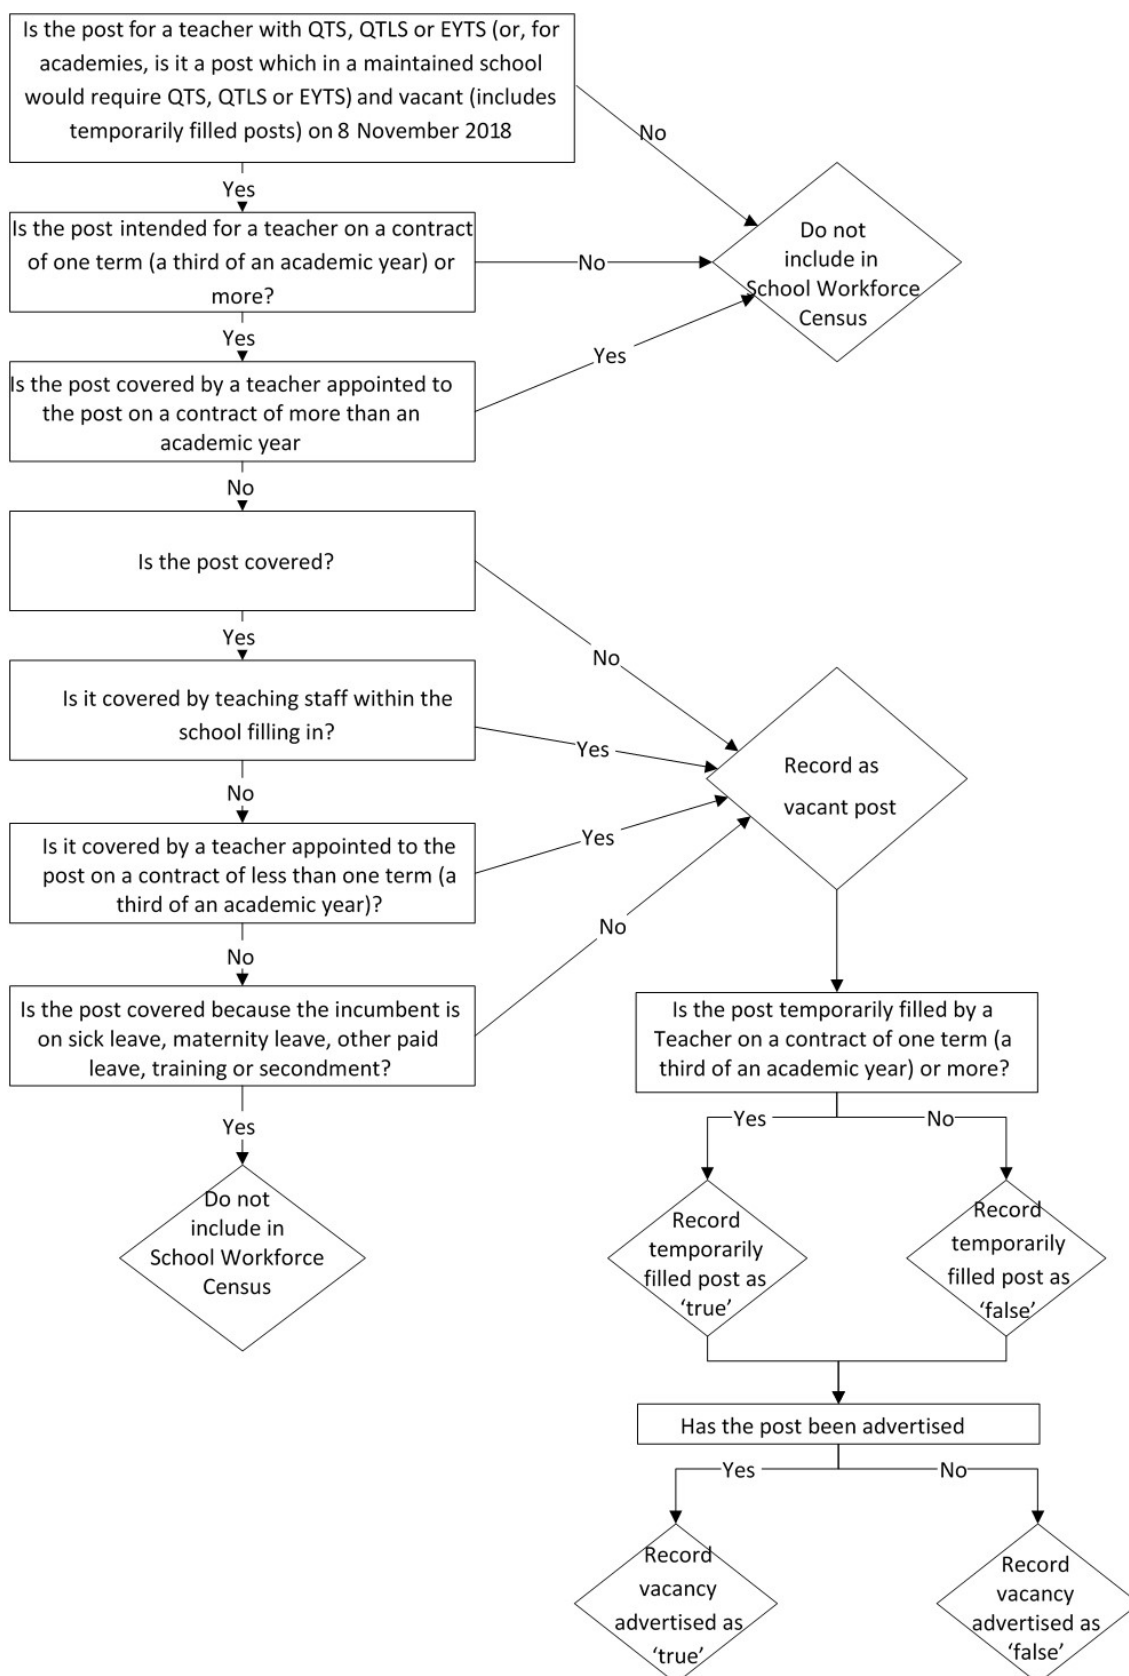 Is the post for a teacher with QTS, QTLS or EYTS (or, for
academies, is it a post which in a maintained school
would require QTS, QTLS or EYTS) and vacant (includes
temporarily filled posts) on 8 November 2018
No
Yes
Is the post intended for a teacher on a contract
of one term (a third of an academic year) or
more?
No
Do not
include in
School Workforce
Census
Yes
Yes
Is the post covered by a teacher appointed to
the post on a contract of more than an
academic year
No
Is the post covered?
Yes
No
Is it covered by teaching staff within the
school filling in?
Yes
Record as
vacant post
No
Is it covered by a teacher appointed to the
post on a contract of less than one term (a
third of an academic year)?
Yes
No
No
Is the post covered because the incumbent is
on sick leave, maternity leave, other paid
leave, training or secondment?
Yes
Do not
include in
School Workforce
Census
Is the post temporarily filled by a
Teacher on a contract of one term (a
third of an academic year) or more?
Yes
No
Record
temporarily
filled post as
‘true’
Record
temporarily
filled post as
‘false’
Has the post been advertised
Yes
No
Record
vacancy
advertised as
‘true’
Record
vacancy
advertised as
‘false’